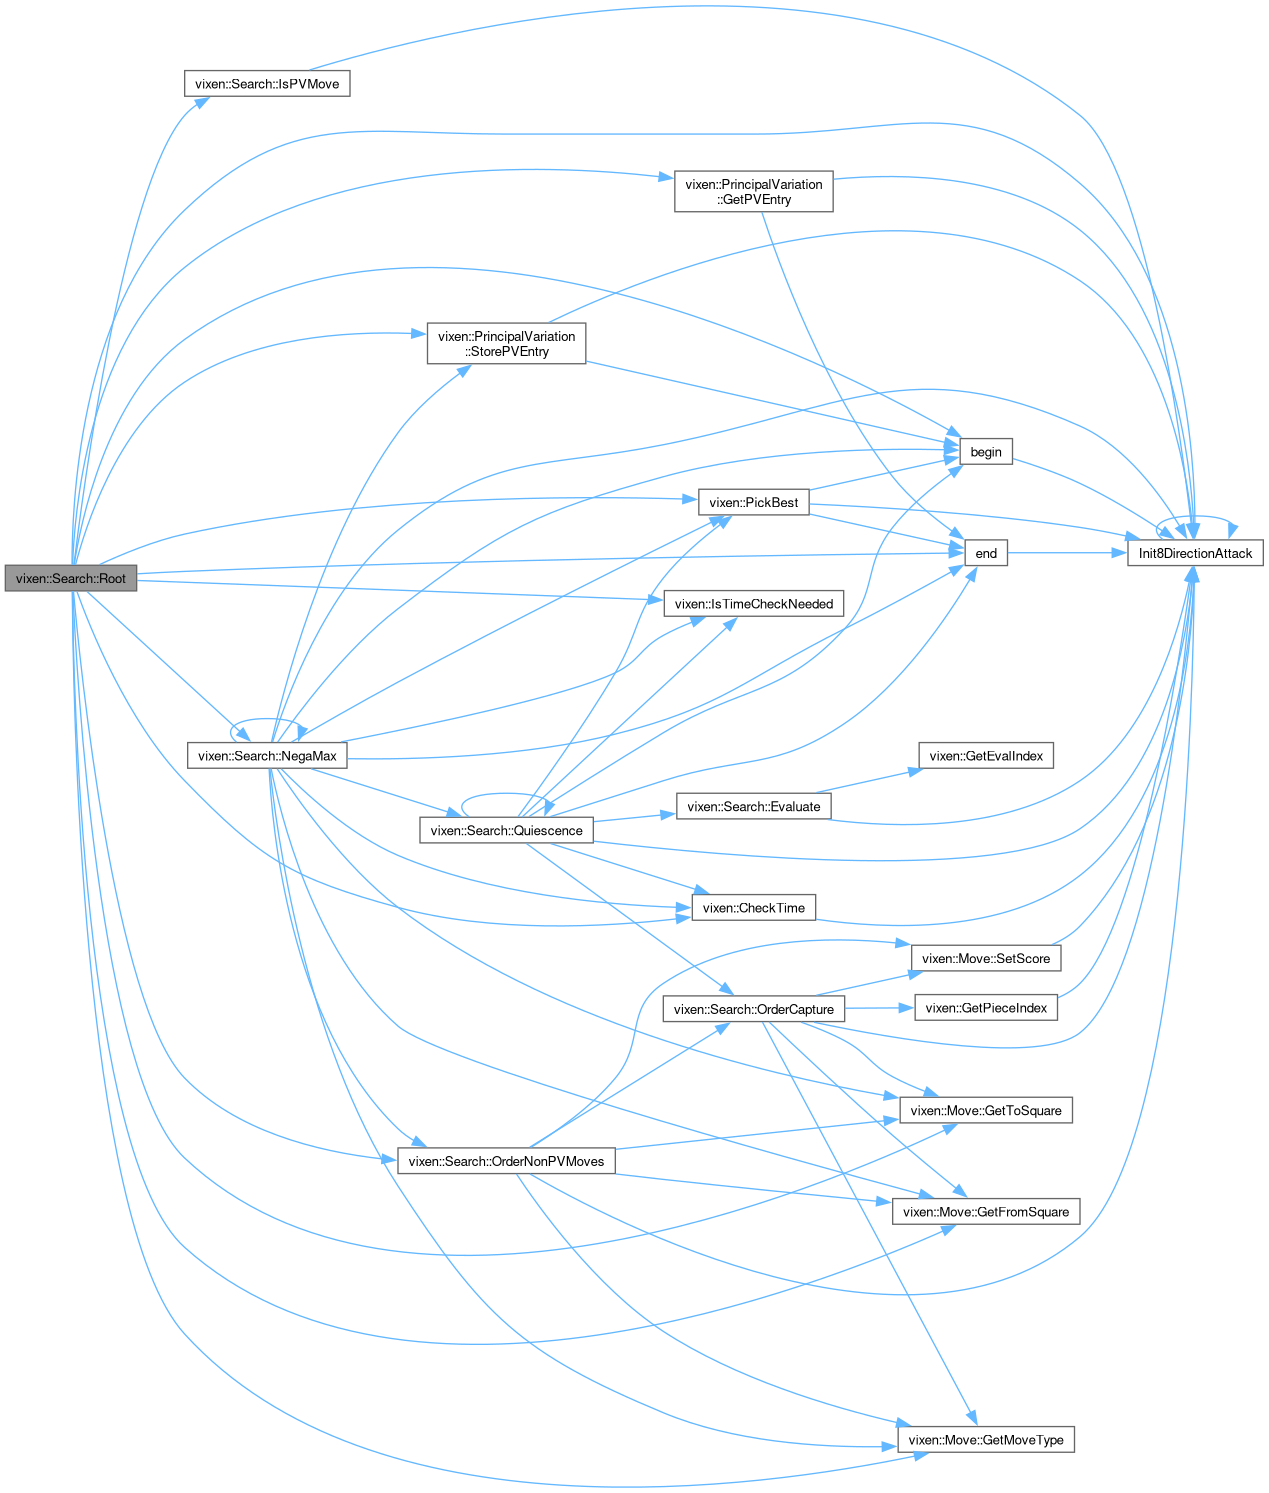 vixen::Search::IsPVMove
vixen::PrincipalVariation
::GetPVEntry
vixen::PrincipalVariation
::StorePVEntry
begin
vixen::PickBest
end
Init8DirectionAttack
vixen::Search::Root
vixen::IsTimeCheckNeeded
vixen::Search::NegaMax
vixen::GetEvalIndex
vixen::Search::Evaluate
vixen::Search::Quiescence
vixen::CheckTime
vixen::Move::SetScore
vixen::Search::OrderCapture
vixen::GetPieceIndex
vixen::Move::GetToSquare
vixen::Search::OrderNonPVMoves
vixen::Move::GetFromSquare
vixen::Move::GetMoveType